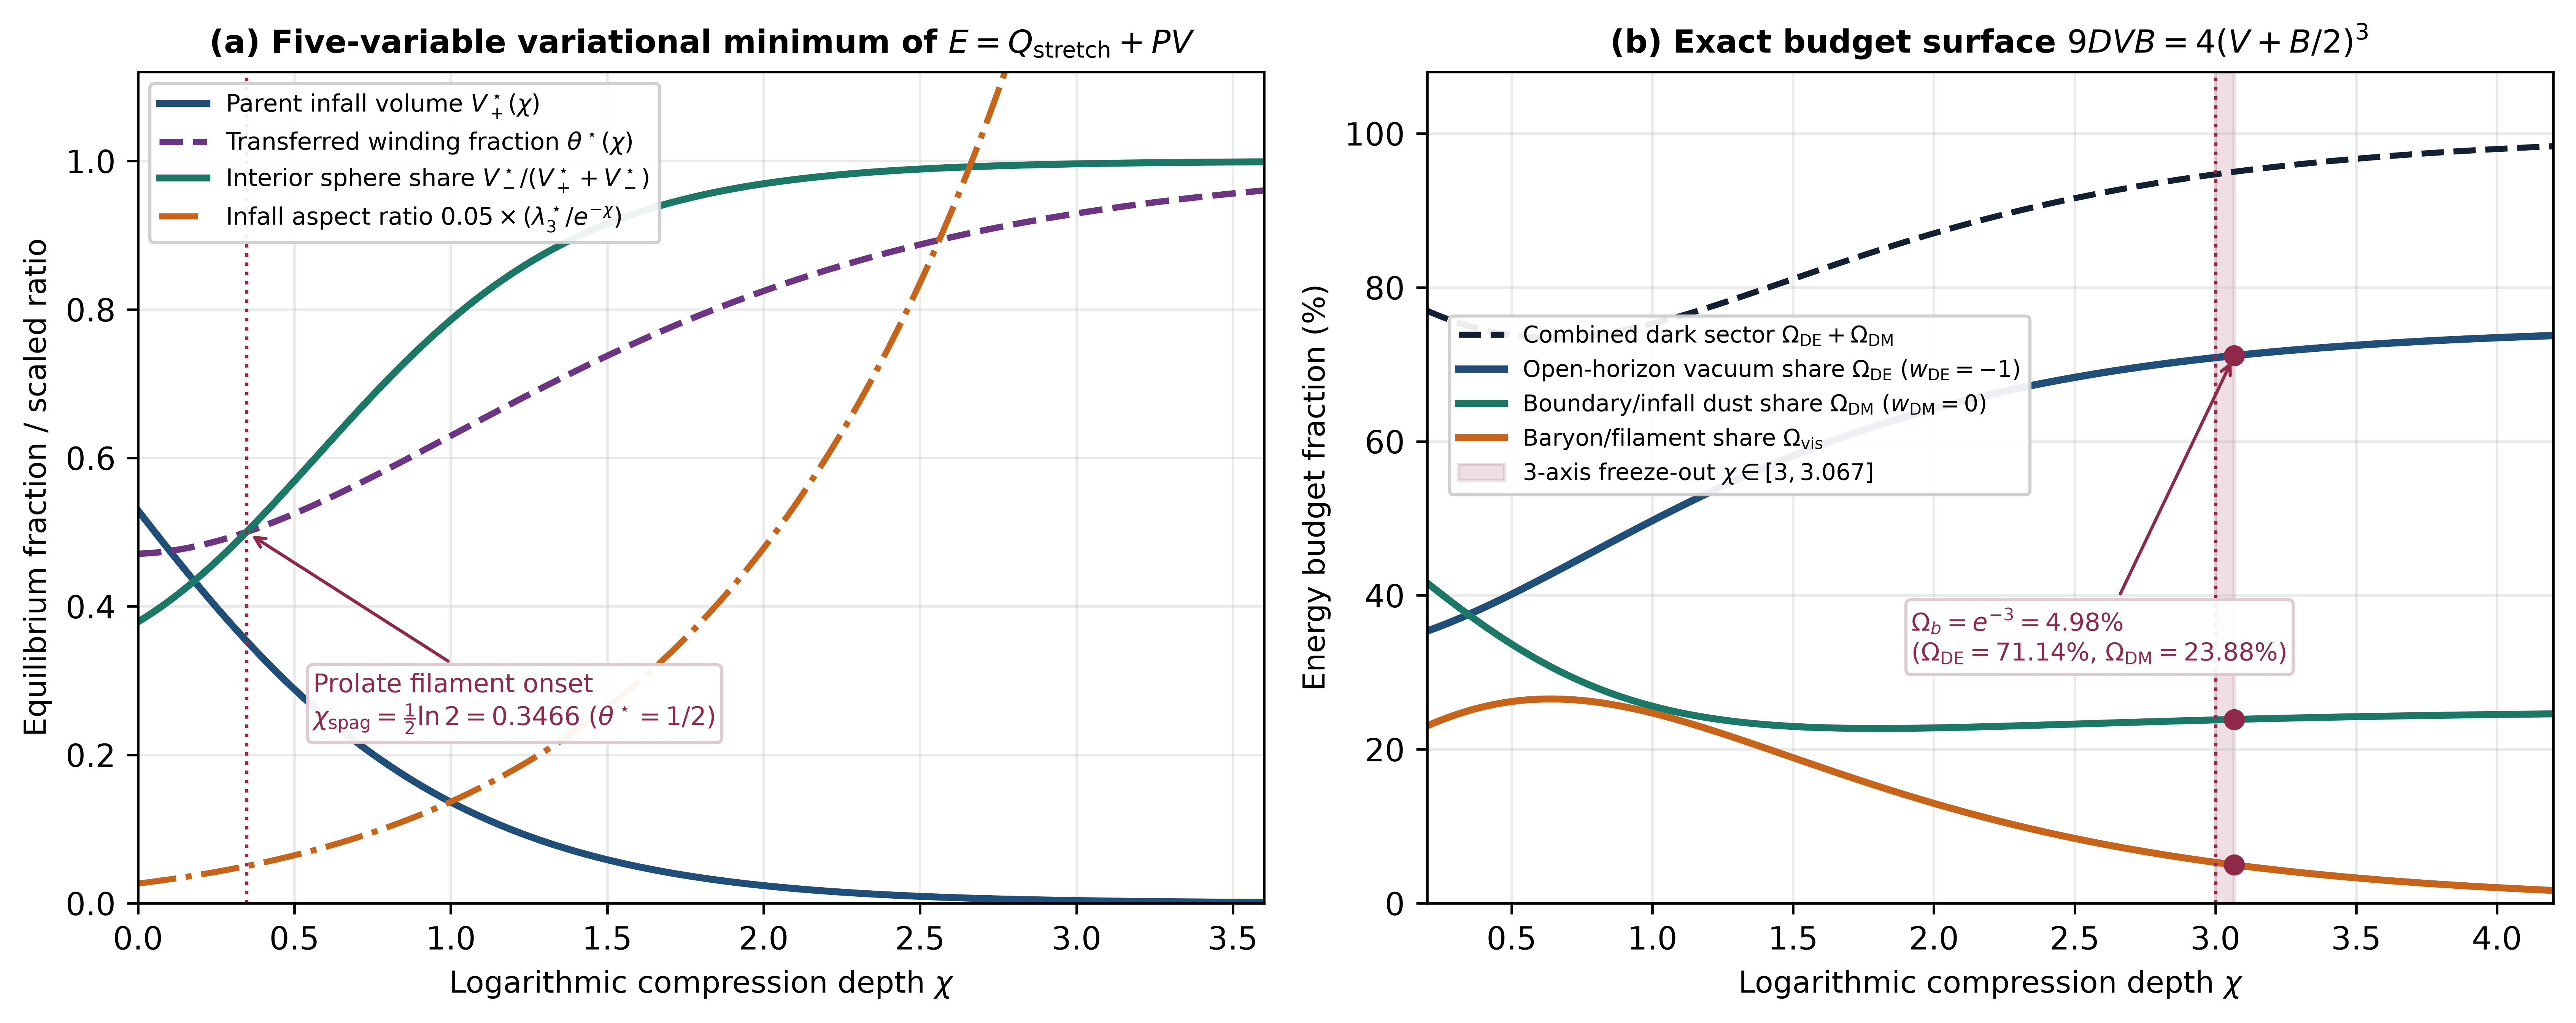 (a) Five-variable variational minimum of E = Q_stretch + PV
Equilibrium fraction / scaled ratio
Parent infall volume V₊⋆(χ)
Transferred winding fraction θ⋆(χ)
Interior sphere share V₋⋆/(V₊⋆ + V₋⋆)
Infall aspect ratio 0.05 × (λ₃⋆/e^{−χ})
1.0
0.8
0.6
0.4
0.2
0.0
Prolate filament onset
χ_spag = ½ ln 2 = 0.3466 (θ⋆ = 1/2)
0.0 0.5 1.0 1.5 2.0 2.5 3.0 3.5
Logarithmic compression depth χ
(b) Exact budget surface 9DVB = 4(V + B/2)³
Energy budget fraction (%)
100
80
60
40
20
0
Combined dark sector Ω_DE + Ω_DM
Open-horizon vacuum share Ω_DE (w_DE = −1)
Boundary/infall dust share Ω_DM (w_DM = 0)
Baryon/filament share Ω_vis
3-axis freeze-out χ ∈ [3, 3.067]
Ω_b = e⁻³ = 4.98%
(Ω_DE = 71.14%, Ω_DM = 23.88%)
0.5 1.0 1.5 2.0 2.5 3.0 3.5 4.0
Logarithmic compression depth χ